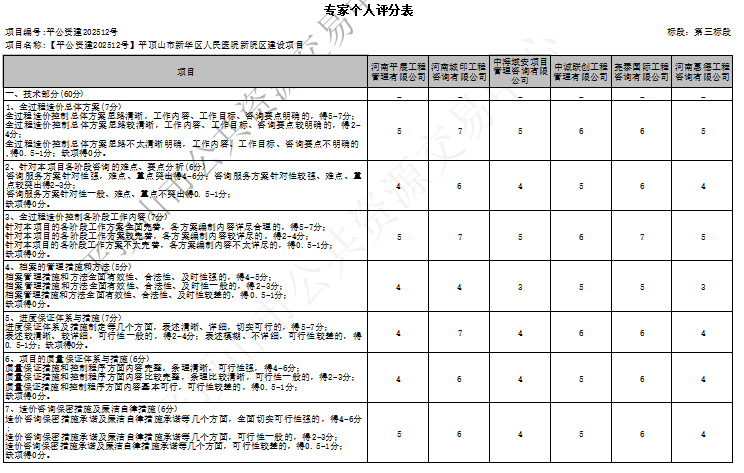 专家个人评分表
项目编号:平公资建202512号 标段: 第三标段
项目名称:【平公资建202512号】平顶山市新华区人民医院新院区建设项目
项目 河南平晨工程管理有限公司 河南城印工程咨询有限公司 中梅域安项目管理咨询有限公司 中诚联创工程管理有限公司 尧泰国际工程咨询有限公司 河南惠德工程咨询有限公司
一、技术部分(60分) — — — — — —
1、全过程造价总体方案(7分)
全过程造价控制总体方案思路清晰，工作内容、工作目标、咨询要点明确的，得5-7分；
全过程造价控制总体方案思路较清晰，工作内容、工作目标、咨询要点较明确的，得2-
4分；
全过程造价控制总体方案思路不太清晰明确，工作内容、工作目标、咨询要点不明确的
,得0.5-1分；缺项得0分。
5 7 5 6 6 5
2、针对本项目各阶段咨询的难点、要点分析(6分)
咨询服务方案针对性强，难点、重点突出得4-6分；咨询服务方案针对性较强、难点、重
点较突出得2-3分；
咨询服务方案针对性一般、难点、重点不突出得0.5-1分；
缺项得0分。
4 6 4 5 6 4
3、全过程造价控制各阶段工作内容(7分)
针对本项目的各阶段工作方案全面完善，各方案编制内容详尽合理的，得5-7分；
针对本项目的各阶段工作方案较完善，各方案编制内容较详尽的，得2-4分；
针对本项目的各阶段工作方案不太完善，各方案编制内容不太详尽的，得0.5-1分；
缺项得0分。
5 7 5 6 7 5
4、档案的管理措施和方法(5分)
档案管理措施和方法全面有效性、合法性、及时性强的，得4-5分；
档案管理措施和方法全面有效性、合法性、及时性一般的，得2-3分；
档案管理措施和方法全面有效性、合法性、及时性较差的，得0.5-1分；
缺项得0分。
4 4 3 5 5 3
5、进度保证体系与措施(7分)
进度保证体系及措施制定等几个方面，表述清晰、详细，切实可行的，得5-7分；
表述较清晰、较详细，可行性一般的，得2-4分；表述模糊、不详细，可行性较差的，得
0.5-1分；缺项得0分。
4 7 4 6 6 4
6、项目的质量保证体系与措施(6分)
质量保证措施和控制程序方面内容完整，条理清晰，可行性强，得4-6分；
质量保证措施和控制程序方面内容比较完整，条理比较清晰，可行性一般的，得2-3分；
质量保证措施和控制程序方面内容基本可行，可行性较差的，得0.5-1分；
缺项得0分。
4 6 4 5 6 4
7、造价咨询保密措施及廉洁自律措施(6分)
造价咨询保密措施承诺及廉洁自律措施承诺等几个方面，全面切实可行性强的，得4-6分
；
造价咨询保密措施承诺及廉洁自律措施承诺等几个方面，可行性一般的，得2-3分；
造价咨询保密措施承诺及廉洁自律措施承诺等几个方面，可行性较差的，得0.5-1分；
缺项得0分。
5 6 4 5 6 4